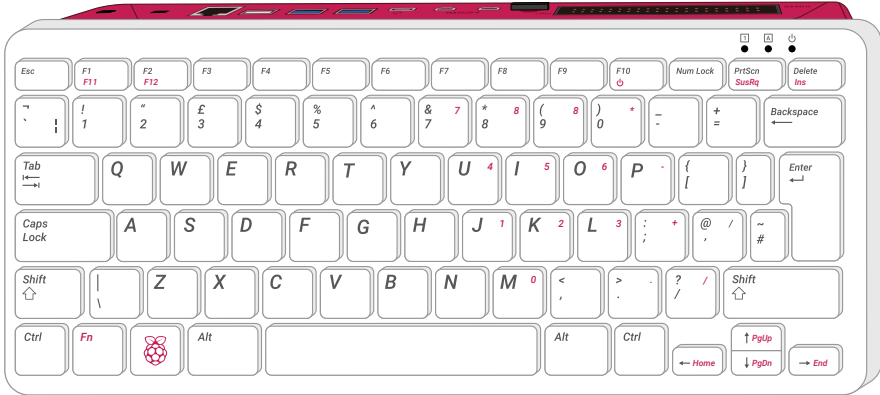 1 A
Esc F1 F2 F3 F4 F5 F6 F7 F8 F9 F10 Num Lock PrtScn Delete
F11 F12 SusRq Ins
¬ ! “ £ $ % ^ & 7 * 8 ( 8 ) * _ + Backspace
` ¦ 1 2 3 4 5 6 7 8 9 0 - =
Tab Q W E R T Y U 4 I 5 O 6 P - { } Enter
[ ]
Caps A S D F G H J 1 K 2 L 3 : + @ / ~
Lock ; , #
Shift | Z X C V B N M 0 < > . ? / Shift
\ , . /
Ctrl Fn Alt Alt Ctrl ↑ PgUp
← Home ↓ PgDn → End